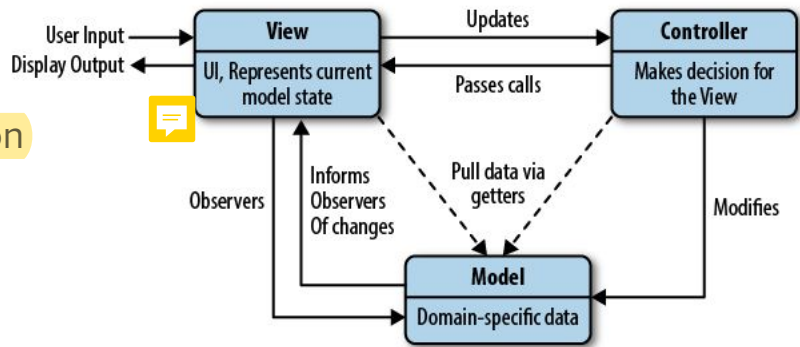 User Input
Display Output
View
UI, Represents current
model state
Updates
Passes calls
Controller
Makes decision for
the View
on
Observers
Informs
Observers
Of changes
Pull data via
getters
Modifies
Model
Domain-specific data